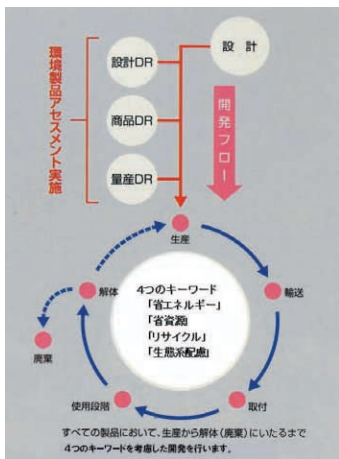 環境製品アセスメント実施
設計DR
設計
商品DR
量産DR
開発フロー
生産
輸送
取付
使用段階
解体
廃棄
4つのキーワード
「省エネルギー」
「省資源」
「リサイクル」
「生態系配慮」
すべての製品において、生産から解体(廃棄)にいたるまで
4つのキーワードを考慮した開発を行います。